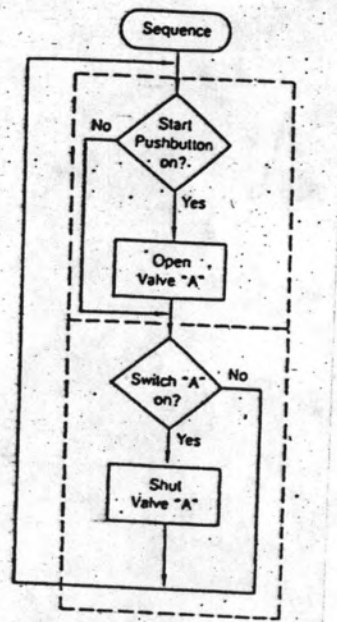 Sequence
No
Start
Pushbutton
on?
Yes
Open
Valve "A"
Switch "A"
on?
No
Yes
Shut
Valve "A"